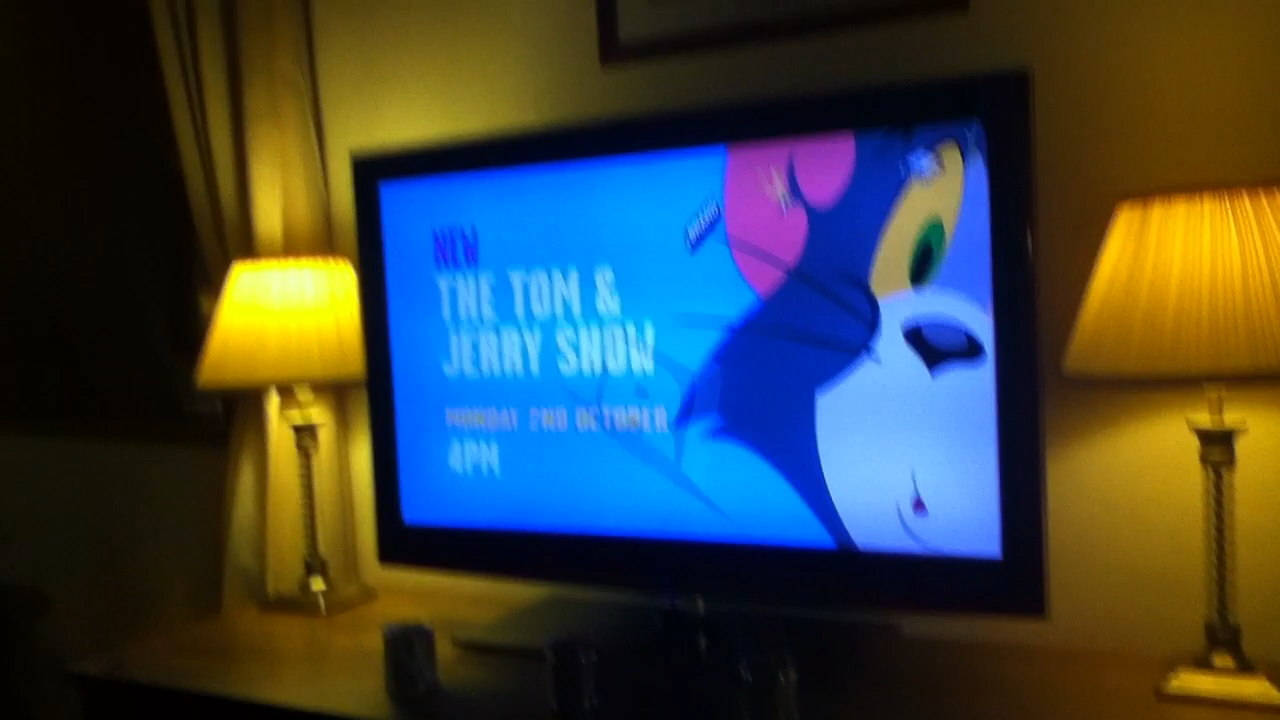 NEW
THE TOM &
JERRY SHOW
MONDAY 2ND OCTOBER
4PM